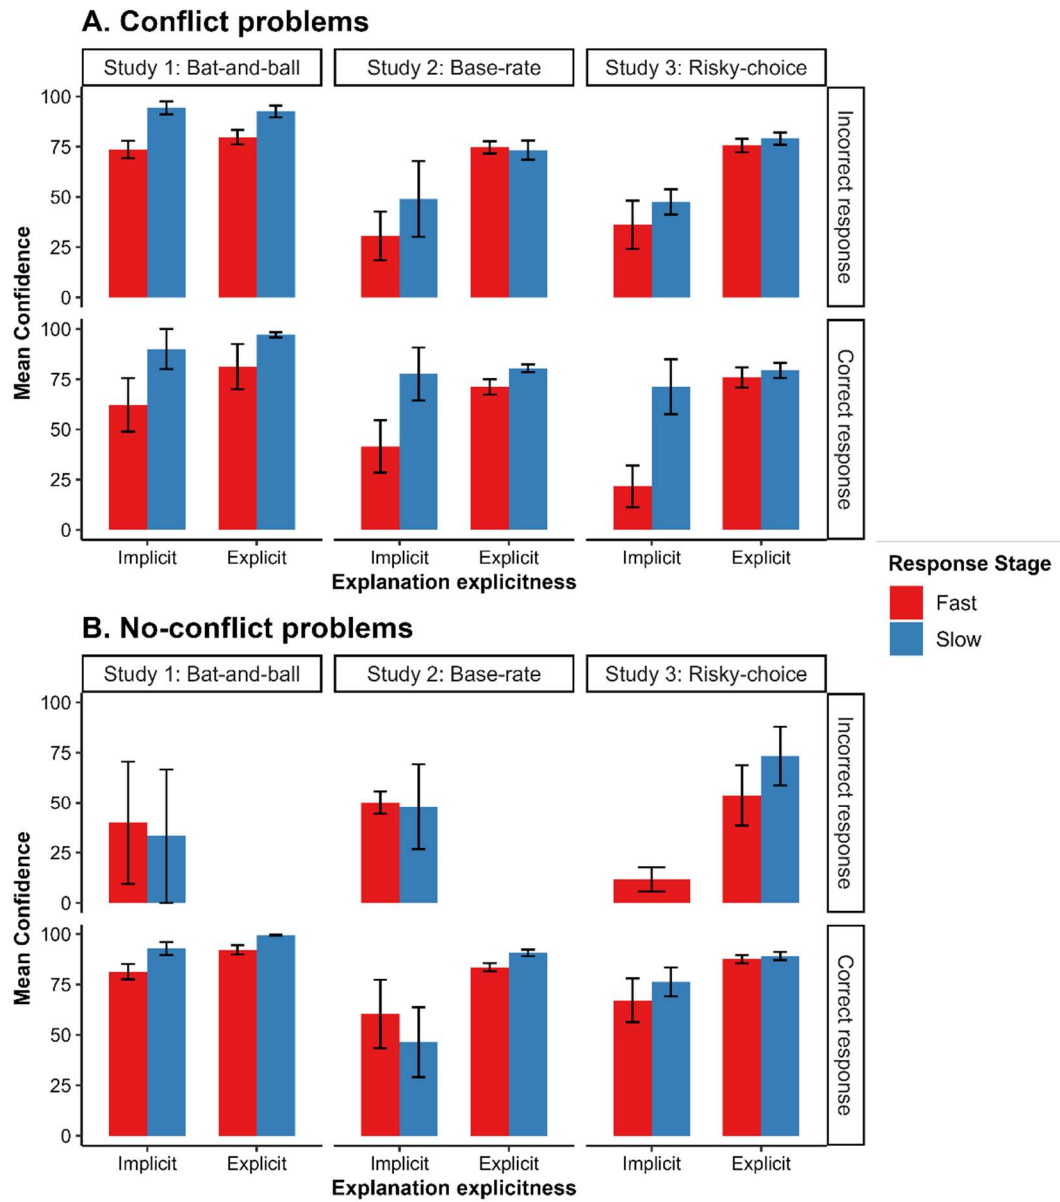 A. Conflict problems
Study 1: Bat-and-ball Study 2: Base-rate Study 3: Risky-choice
100
75
50
25
0
Incorrect response
100
75
50
25
0
Correct response
Mean Confidence
Implicit Explicit Implicit Explicit Implicit Explicit
Explanation explicitness
Response Stage
Fast
Slow
B. No-conflict problems
Study 1: Bat-and-ball Study 2: Base-rate Study 3: Risky-choice
100
75
50
25
0
Incorrect response
100
75
50
25
0
Correct response
Mean Confidence
Implicit Explicit Implicit Explicit Implicit Explicit
Explanation explicitness